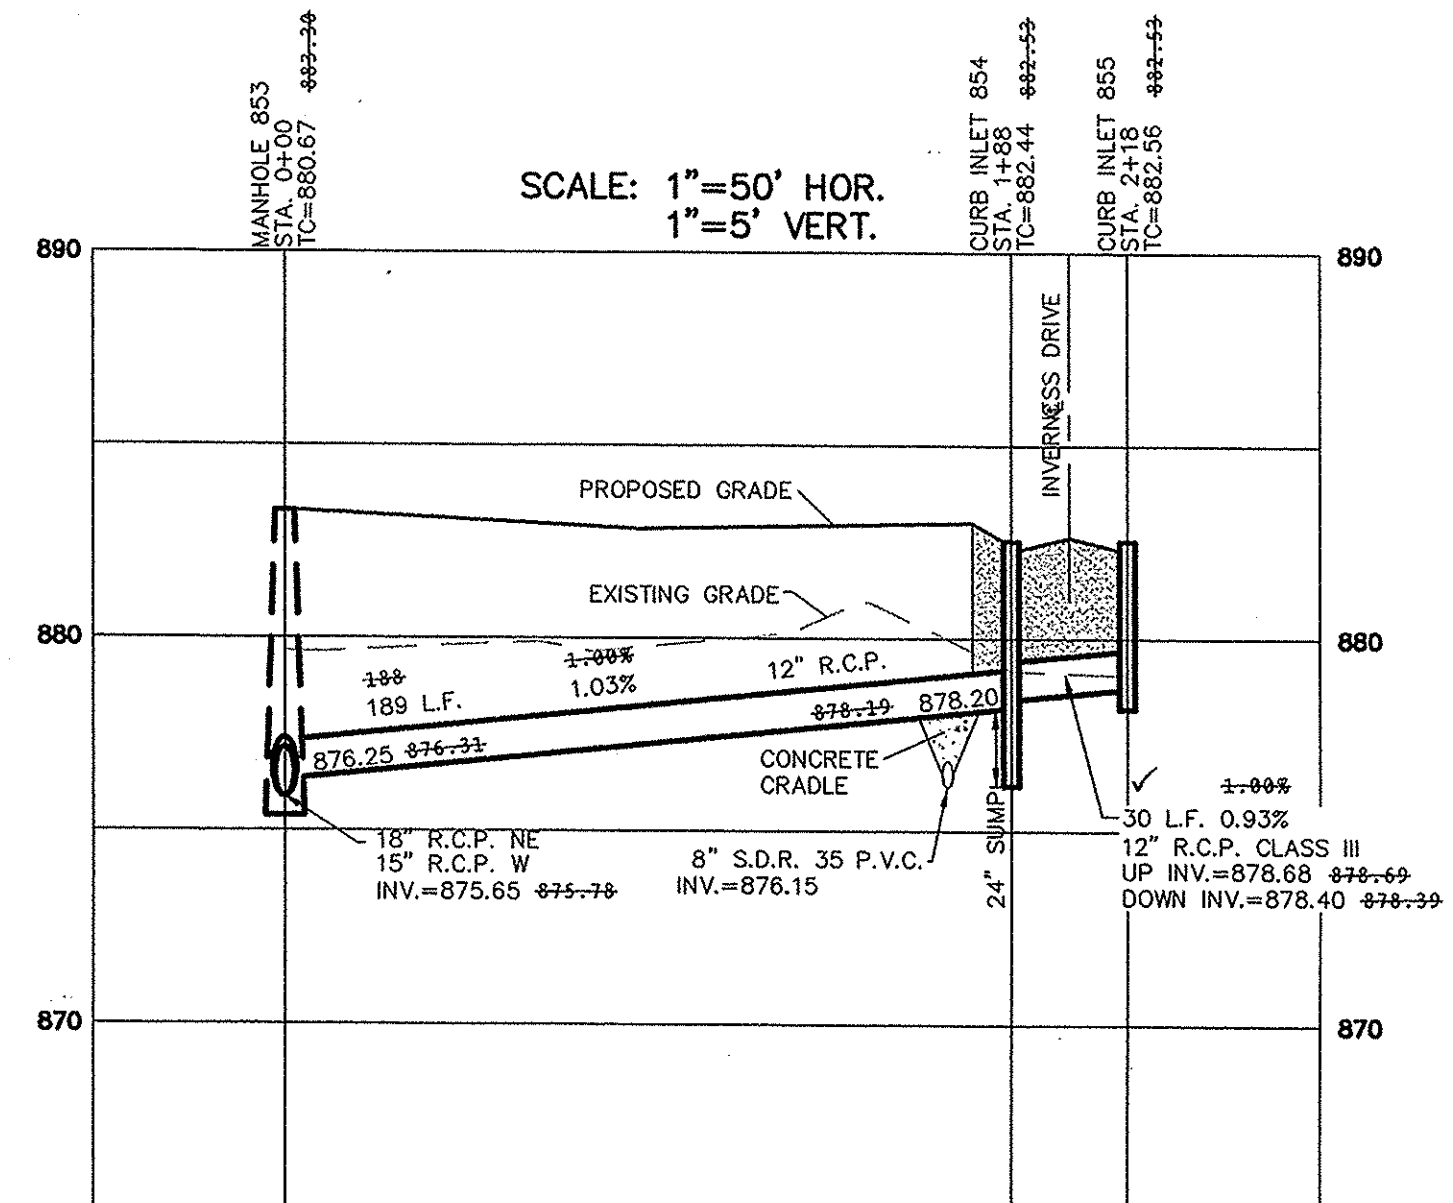 MANHOLE 853
STA. 0+00
TC=880.67 883.30
CURB INLET 854
STA. 1+88
TC=882.44 882.53
CURB INLET 855
STA. 2+18
TC=882.56 882.53
SCALE: 1"=50' HOR.
1"=5' VERT.
890
890
INVERNESS DRIVE
PROPOSED GRADE
EXISTING GRADE
880
880
188
189 L.F.
1.00%
1.03%
12" R.C.P.
876.25 876.31
878.19 878.20
CONCRETE
CRADLE
24" SUMP
18" R.C.P. NE
15" R.C.P. W
INV.=875.65 875.78
8" S.D.R. 35 P.V.C.
INV.=876.15
1.00%
30 L.F. 0.93%
12" R.C.P. CLASS III
UP INV.=878.68 878.69
DOWN INV.=878.40 878.39
870
870